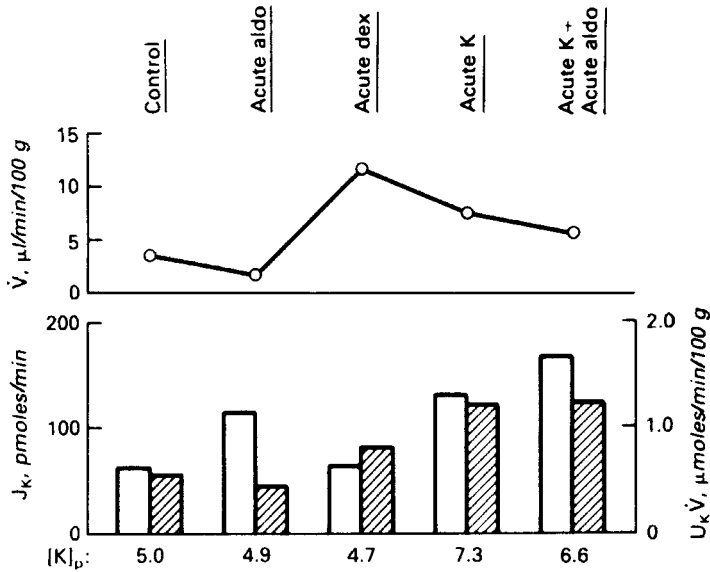 Control
Acute aldo
Acute dex
Acute K
Acute K +
Acute aldo
V̇, µl/min/100 g
15
10
5
0
J_K, pmoles/min
200
100
0
U_K V̇, µmoles/min/100 g
2.0
1.0
0
[K]_p: 5.0 4.9 4.7 7.3 6.6